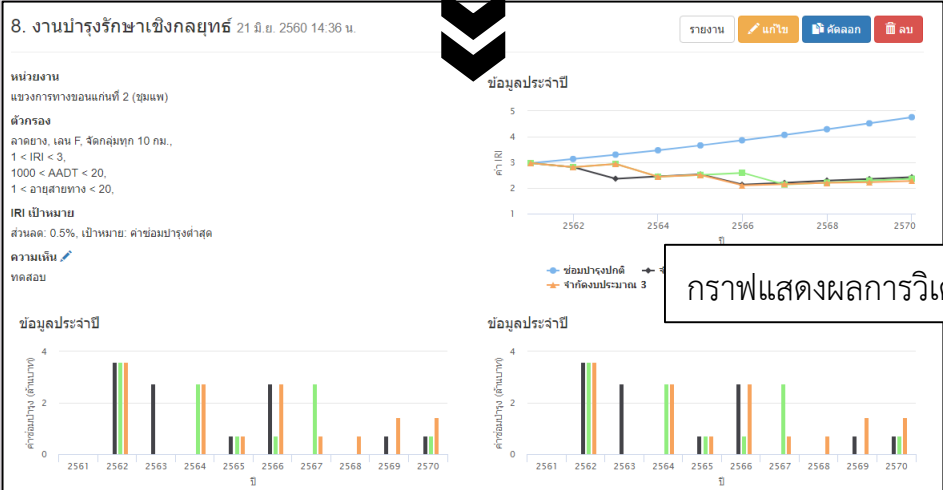 8. งานบำรุงรักษาเชิงกลยุทธ์ 21 มิ.ย. 2560 14:36 น.
รายงาน แก้ไข คัดลอก ลบ
หน่วยงาน
แขวงการทางขอนแก่นที่ 2 (ชุมแพ)
ตัวกรอง
ลาดยาง, เลน F, จัดกลุ่มทุก 10 กม.,
1 < IRI < 3,
1000 < AADT < 20,
1 < อายุสายทาง < 20,
IRI เป้าหมาย
ส่วนลด: 0.5%, เป้าหมาย: ค่าซ่อมบำรุงต่ำสุด
ความเห็น
ทดสอบ
ข้อมูลประจำปี
5
4
3
2
1
ค่า IRI
2562 2564 2566 2568 2570
ปี
ซ่อมบำรุงปกติ
จำกัดงบประมาณ 3
กราฟแสดงผลการวิเ
ข้อมูลประจำปี
4
2
0
ค่าซ่อมบำรุง (ล้านบาท)
2561 2562 2563 2564 2565 2566 2567 2568 2569 2570
ปี
ข้อมูลประจำปี
4
2
0
ค่าซ่อมบำรุง (ล้านบาท)
2561 2562 2563 2564 2565 2566 2567 2568 2569 2570
ปี